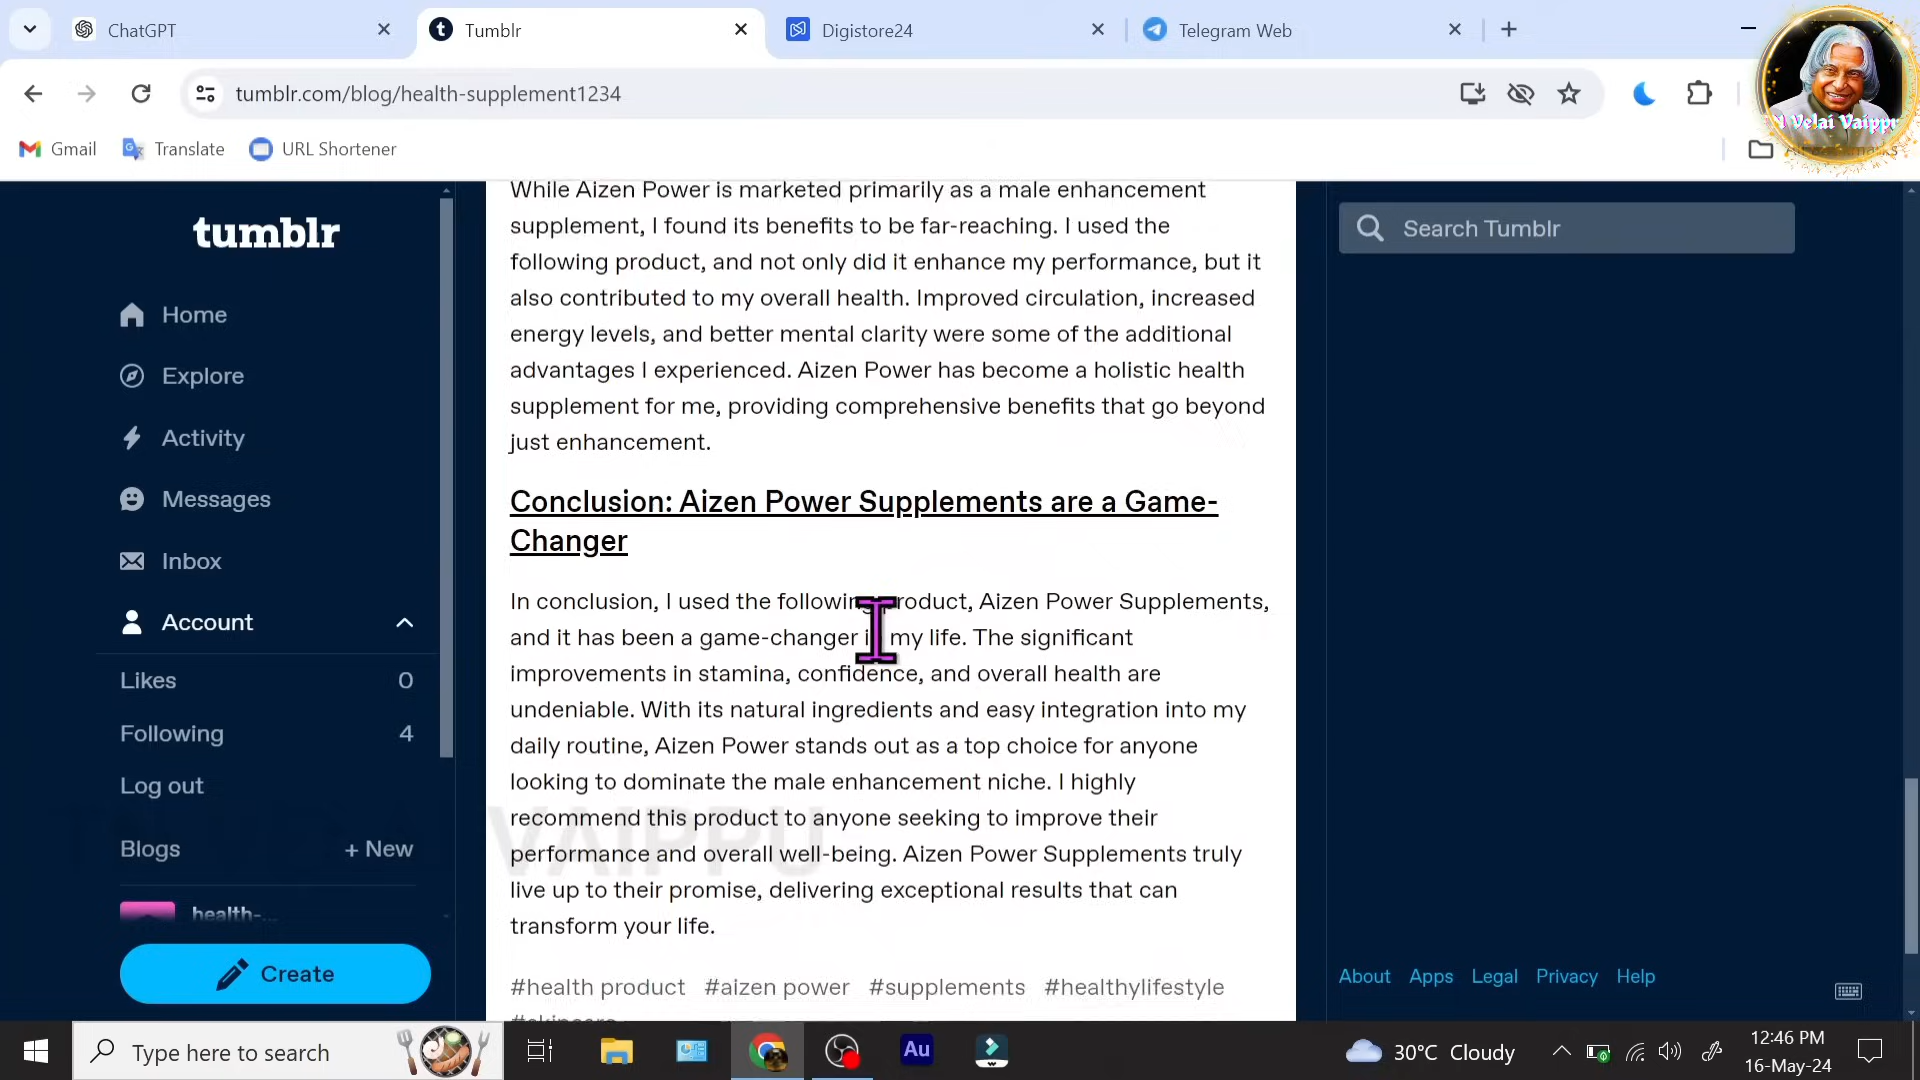 ChatGPT
Tumblr
Digistore24
Telegram Web
tumblr.com/blog/health-supplement1234
Velai Vaippu
Gmail
Translate
URL Shortener
tumblr
Home
Explore
Activity
Messages
Inbox
Account
Likes 0
Following 4
Log out
Blogs + New
health-...
Create
While Aizen Power is marketed primarily as a male enhancement
supplement, I found its benefits to be far-reaching. I used the
following product, and not only did it enhance my performance, but it
also contributed to my overall health. Improved circulation, increased
energy levels, and better mental clarity were some of the additional
advantages I experienced. Aizen Power has become a holistic health
supplement for me, providing comprehensive benefits that go beyond
just enhancement.
Conclusion: Aizen Power Supplements are a Game-
Changer
In conclusion, I used the following product, Aizen Power Supplements,
and it has been a game-changer in my life. The significant
improvements in stamina, confidence, and overall health are
undeniable. With its natural ingredients and easy integration into my
daily routine, Aizen Power stands out as a top choice for anyone
looking to dominate the male enhancement niche. I highly
recommend this product to anyone seeking to improve their
performance and overall well-being. Aizen Power Supplements truly
live up to their promise, delivering exceptional results that can
transform your life.
VAIPPU
#health product #aizen power #supplements #healthylifestyle
#skincare
Search Tumblr
About Apps Legal Privacy Help
Type here to search
Au
30°C Cloudy
12:46 PM
16-May-24